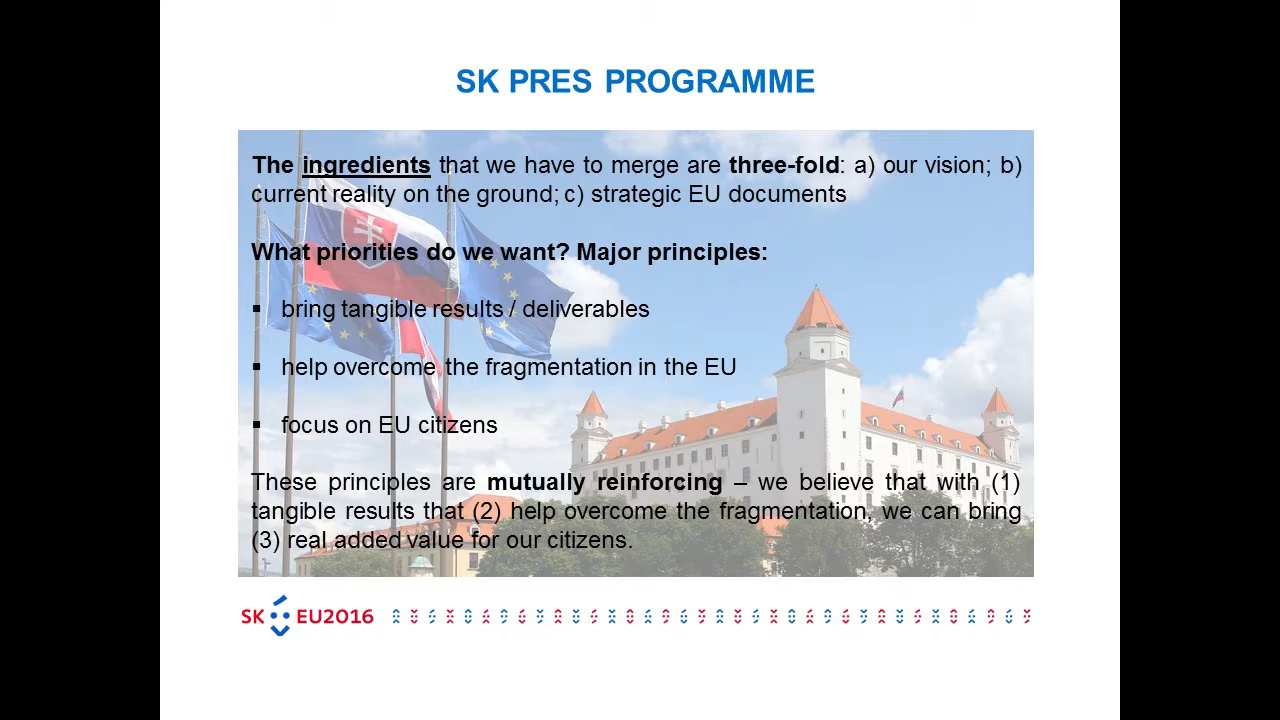 SK PRES PROGRAMME
The ingredients that we have to merge are three-fold: a) our vision; b)
current reality on the ground; c) strategic EU documents
What priorities do we want? Major principles:
▪ bring tangible results / deliverables
▪ help overcome the fragmentation in the EU
▪ focus on EU citizens
These principles are mutually reinforcing – we believe that with (1)
tangible results that (2) help overcome the fragmentation, we can bring
(3) real added value for our citizens.
SK EU2016